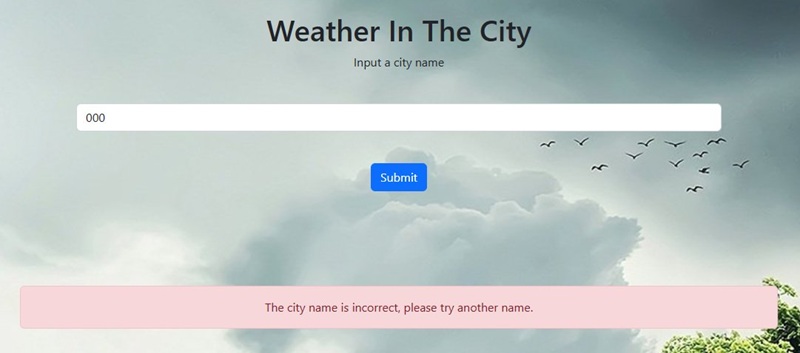 Weather In The City
Input a city name
000
Submit
The city name is incorrect, please try another name.